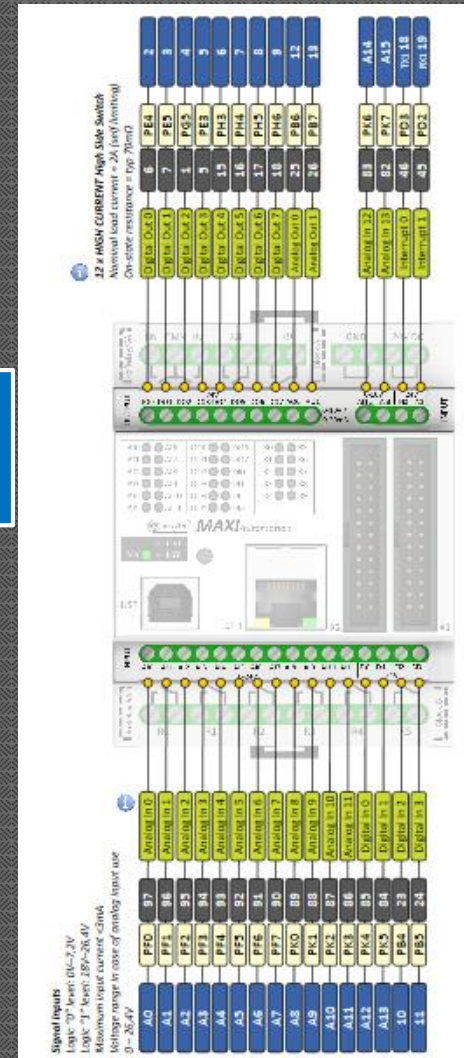 12 x HIGH CURRENT High Side Switch
Nominal load current = 2A (self limiting)
On-state resistance = typ 70mΩ
Digital Out 0 6 PE4 2
Digital Out 1 7 PE5 3
Digital Out 2 1 PG5 4
Digital Out 3 5 PE3 5
Digital Out 4 15 PH3 6
Digital Out 5 16 PH4 7
Digital Out 6 17 PH5 8
Digital Out 7 18 PH6 9
Analog Out 0 25 PB6 12
Analog Out 1 26 PB7 13
Analog In 12 83 PK6 A14
Analog In 13 82 PK7 A15
Interrupt 0 46 PD3 TX1 18
Interrupt 1 45 PD2 RX1 19
INPUT
MAXI
INPUT
Signal Inputs
Logic "0" level: 0V–7,2V
Logic "1" level: 18V–26,4V
Maximum input current <3mA
Voltage range in case of analog input use
0 – 26,4V
A0 PF0 97 Analog In 0
A1 PF1 96 Analog In 1
A2 PF2 95 Analog In 2
A3 PF3 94 Analog In 3
A4 PF4 93 Analog In 4
A5 PF5 92 Analog In 5
A6 PF6 91 Analog In 6
A7 PF7 90 Analog In 7
A8 PK0 89 Analog In 8
A9 PK1 88 Analog In 9
A10 PK2 87 Analog In 10
A11 PK3 86 Analog In 11
A12 PK4 85 Digital In 0
A13 PK5 84 Digital In 1
10 PB4 23 Digital In 2
11 PB5 24 Digital In 3